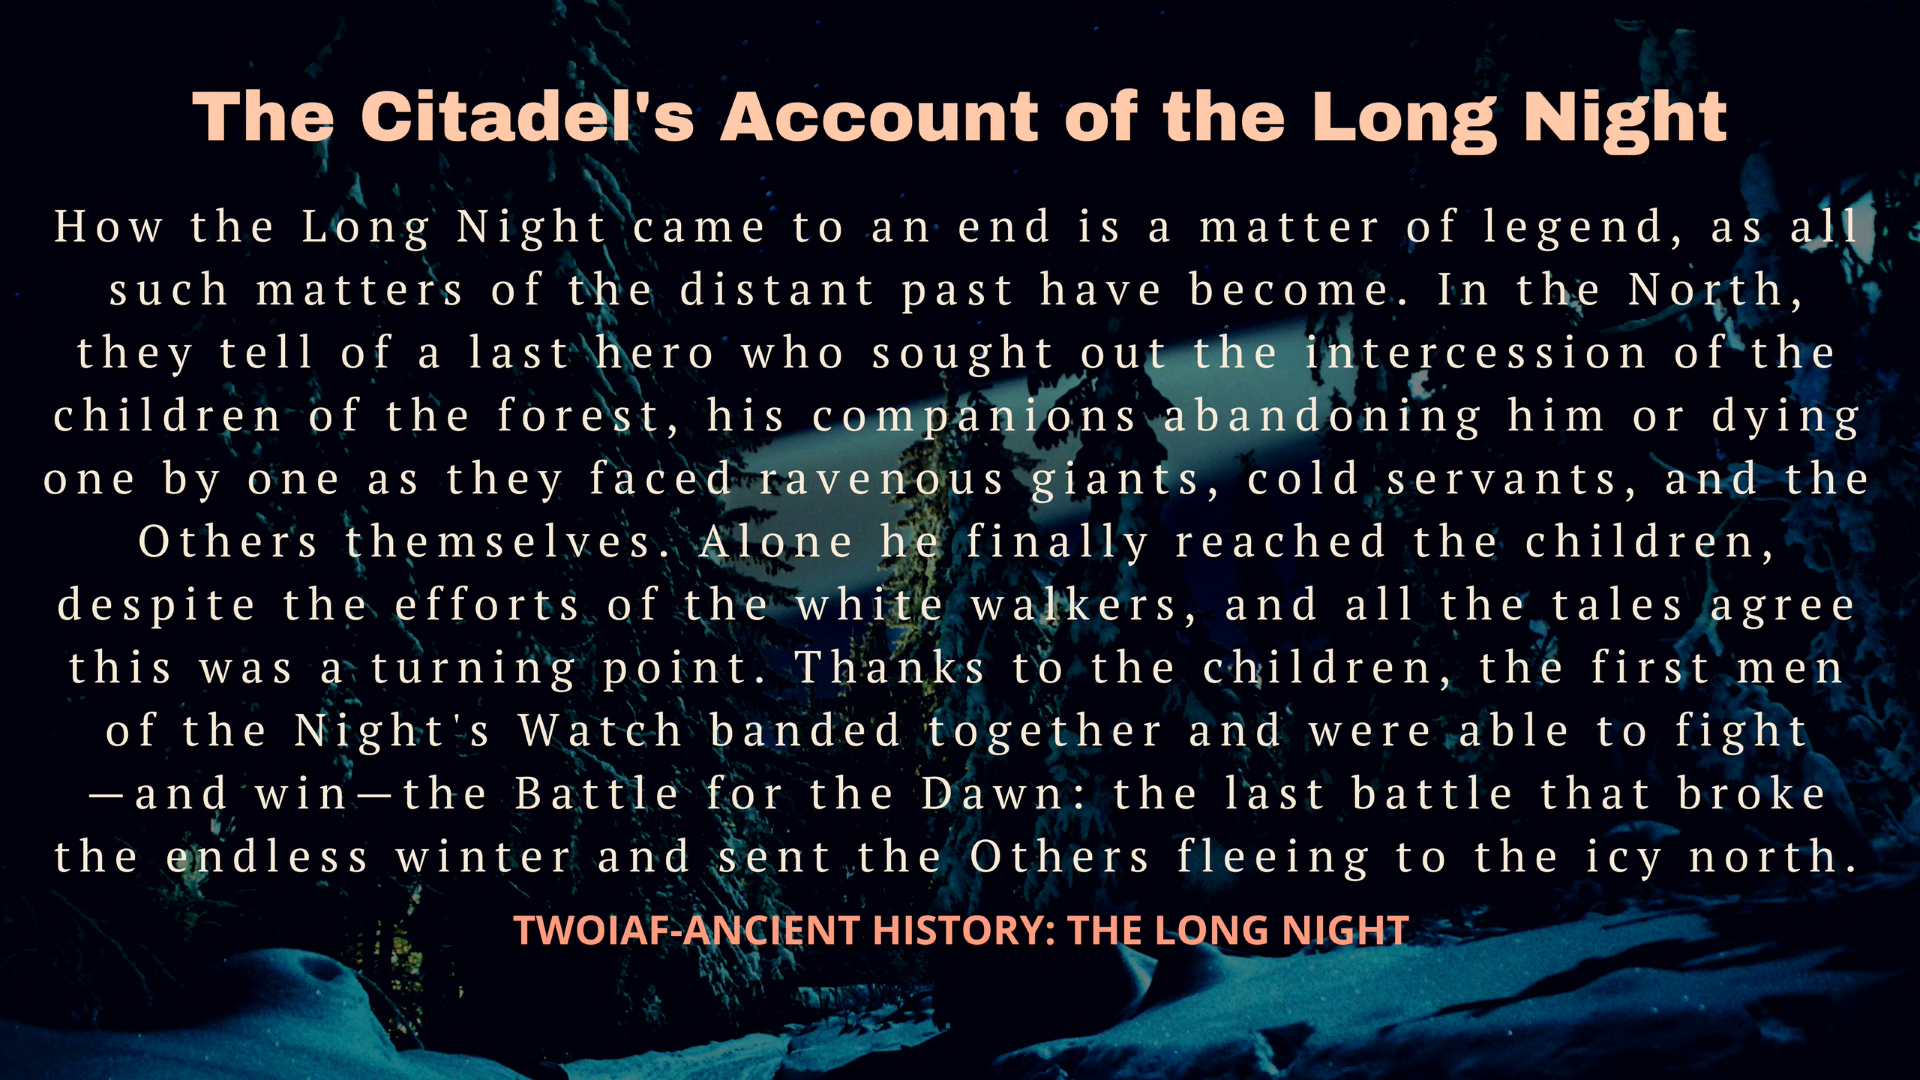 The Citadel's Account of the Long Night
How the Long Night came to an end is a matter of legend, as all
such matters of the distant past have become. In the North,
they tell of a last hero who sought out the intercession of the
children of the forest, his companions abandoning him or dying
one by one as they faced ravenous giants, cold servants, and the
Others themselves. Alone he finally reached the children,
despite the efforts of the white walkers, and all the tales agree
this was a turning point. Thanks to the children, the first men
of the Night's Watch banded together and were able to fight
—and win—the Battle for the Dawn: the last battle that broke
the endless winter and sent the Others fleeing to the icy north.
TWOIAF-ANCIENT HISTORY: THE LONG NIGHT